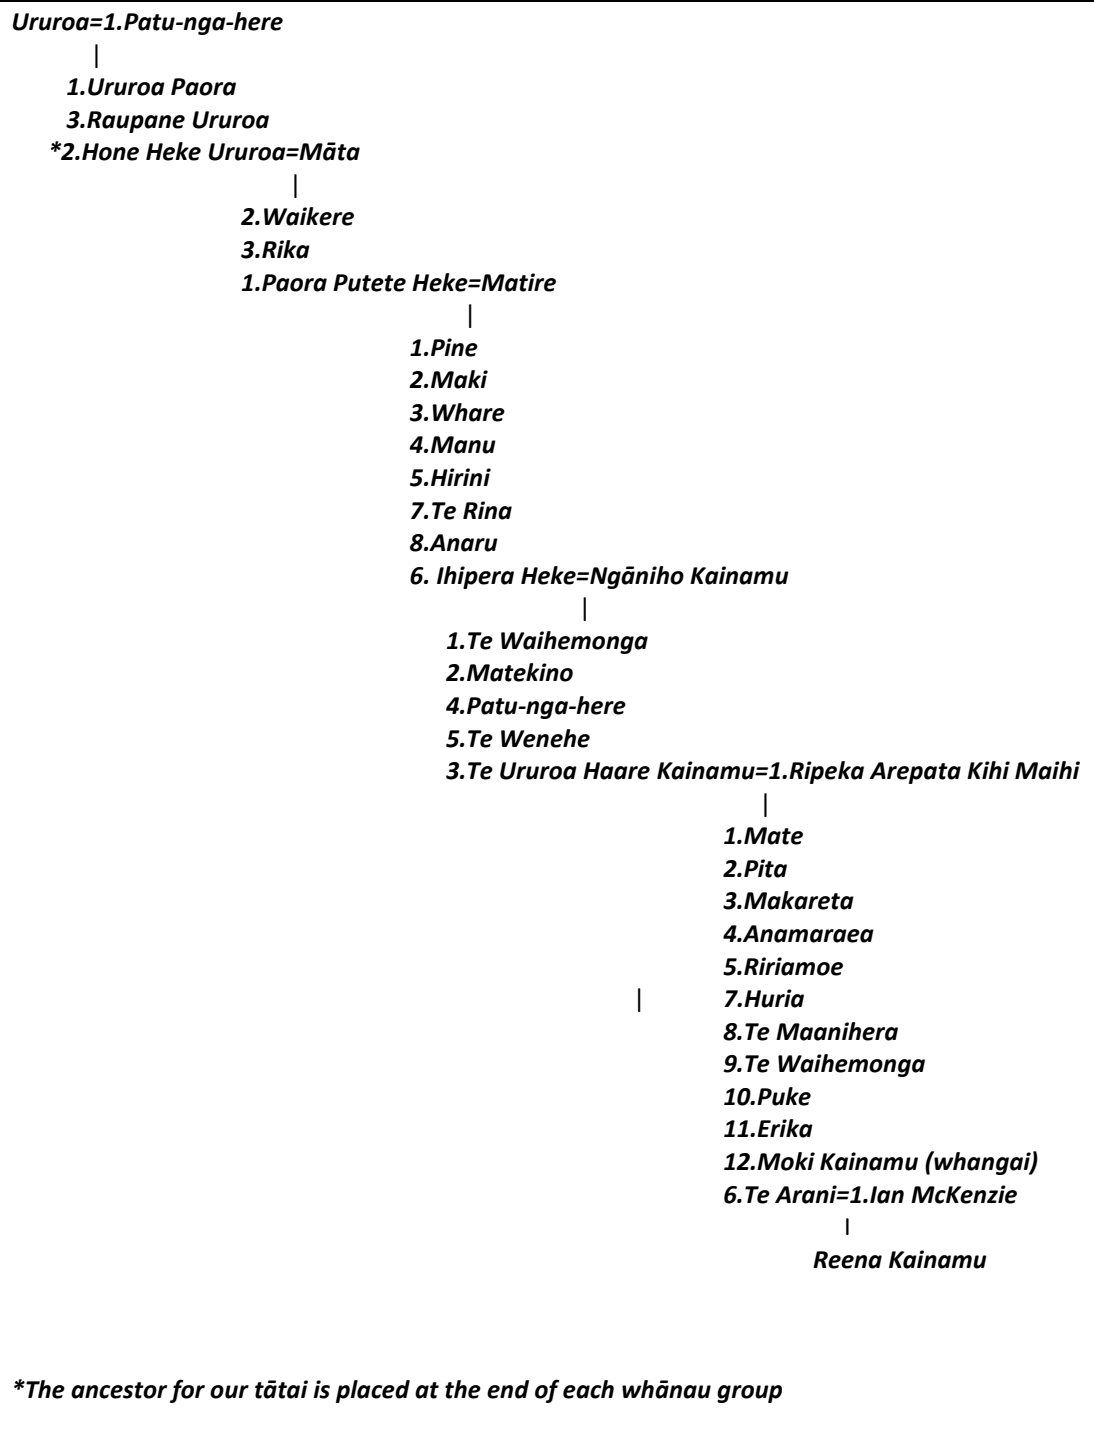 Ururoa=1.Patu-nga-here
|
1.Ururoa Paora
3.Raupane Ururoa
*2.Hone Heke Ururoa=Māta
|
2.Waikere
3.Rika
1.Paora Putete Heke=Matire
|
1.Pine
2.Maki
3.Whare
4.Manu
5.Hirini
7.Te Rina
8.Anaru
6. Ihipera Heke=Ngāniho Kainamu
|
1.Te Waihemonga
2.Matekino
4.Patu-nga-here
5.Te Wenehe
3.Te Ururoa Haare Kainamu=1.Ripeka Arepata Kihi Maihi
|
1.Mate
2.Pita
3.Makareta
4.Anamaraea
5.Ririamoe
| 7.Huria
8.Te Maanihera
9.Te Waihemonga
10.Puke
11.Erika
12.Moki Kainamu (whangai)
6.Te Arani=1.Ian McKenzie
|
Reena Kainamu
*The ancestor for our tātai is placed at the end of each whānau group